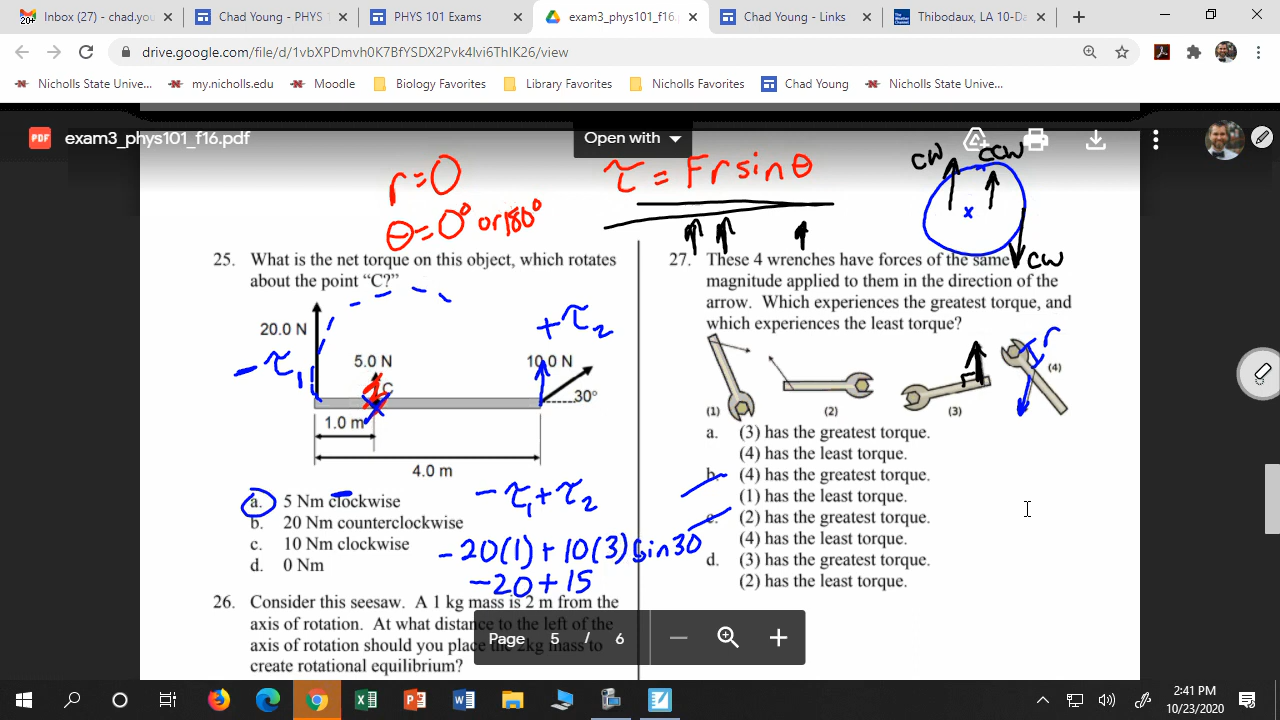 Inbox (27) - chad.you
Chad Young - PHYS 1
PHYS 101 Exams
exam3_phys01_f16.p
Chad Young - Links
Thibodaux, LA 10-Da
20+
drive.google.com/file/d/1vbXPDmvh0K7BfYSDX2Pvk4Ivi6ThIK26/view
Nicholls State Unive...
my.nicholls.edu
Moodle
Biology Favorites
Library Favorites
Nicholls Favorites
Chad Young
Nicholls State Unive...
PDF
exam3_phys101_f16.pdf
Open with
r=0
θ=0° or 180°
τ = Fr sin θ
CW
CCW
x
CW
25. What is the net torque on this object, which rotates
about the point “C?”
20.0 N
-τ1
5.0 N
C
+τ2
10.0 N
30°
1.0 m
4.0 m
a. 5 Nm clockwise
b. 20 Nm counterclockwise
c. 10 Nm clockwise
d. 0 Nm
-τ1+τ2
-20(1)+10(3)sin30
-20+15
26. Consider this seesaw. A 1 kg mass is 2 m from the
axis of rotation. At what distance to the left of the
axis of rotation should you place the 2kg mass to
create rotational equilibrium?
27. These 4 wrenches have forces of the same
magnitude applied to them in the direction of the
arrow. Which experiences the greatest torque, and
which experiences the least torque?
r
(1)
(2)
(3)
(4)
a. (3) has the greatest torque.
(4) has the least torque.
b. (4) has the greatest torque.
(1) has the least torque.
c. (2) has the greatest torque.
(4) has the least torque.
d. (3) has the greatest torque.
(2) has the least torque.
Page 5 / 6
2:41 PM
10/23/2020